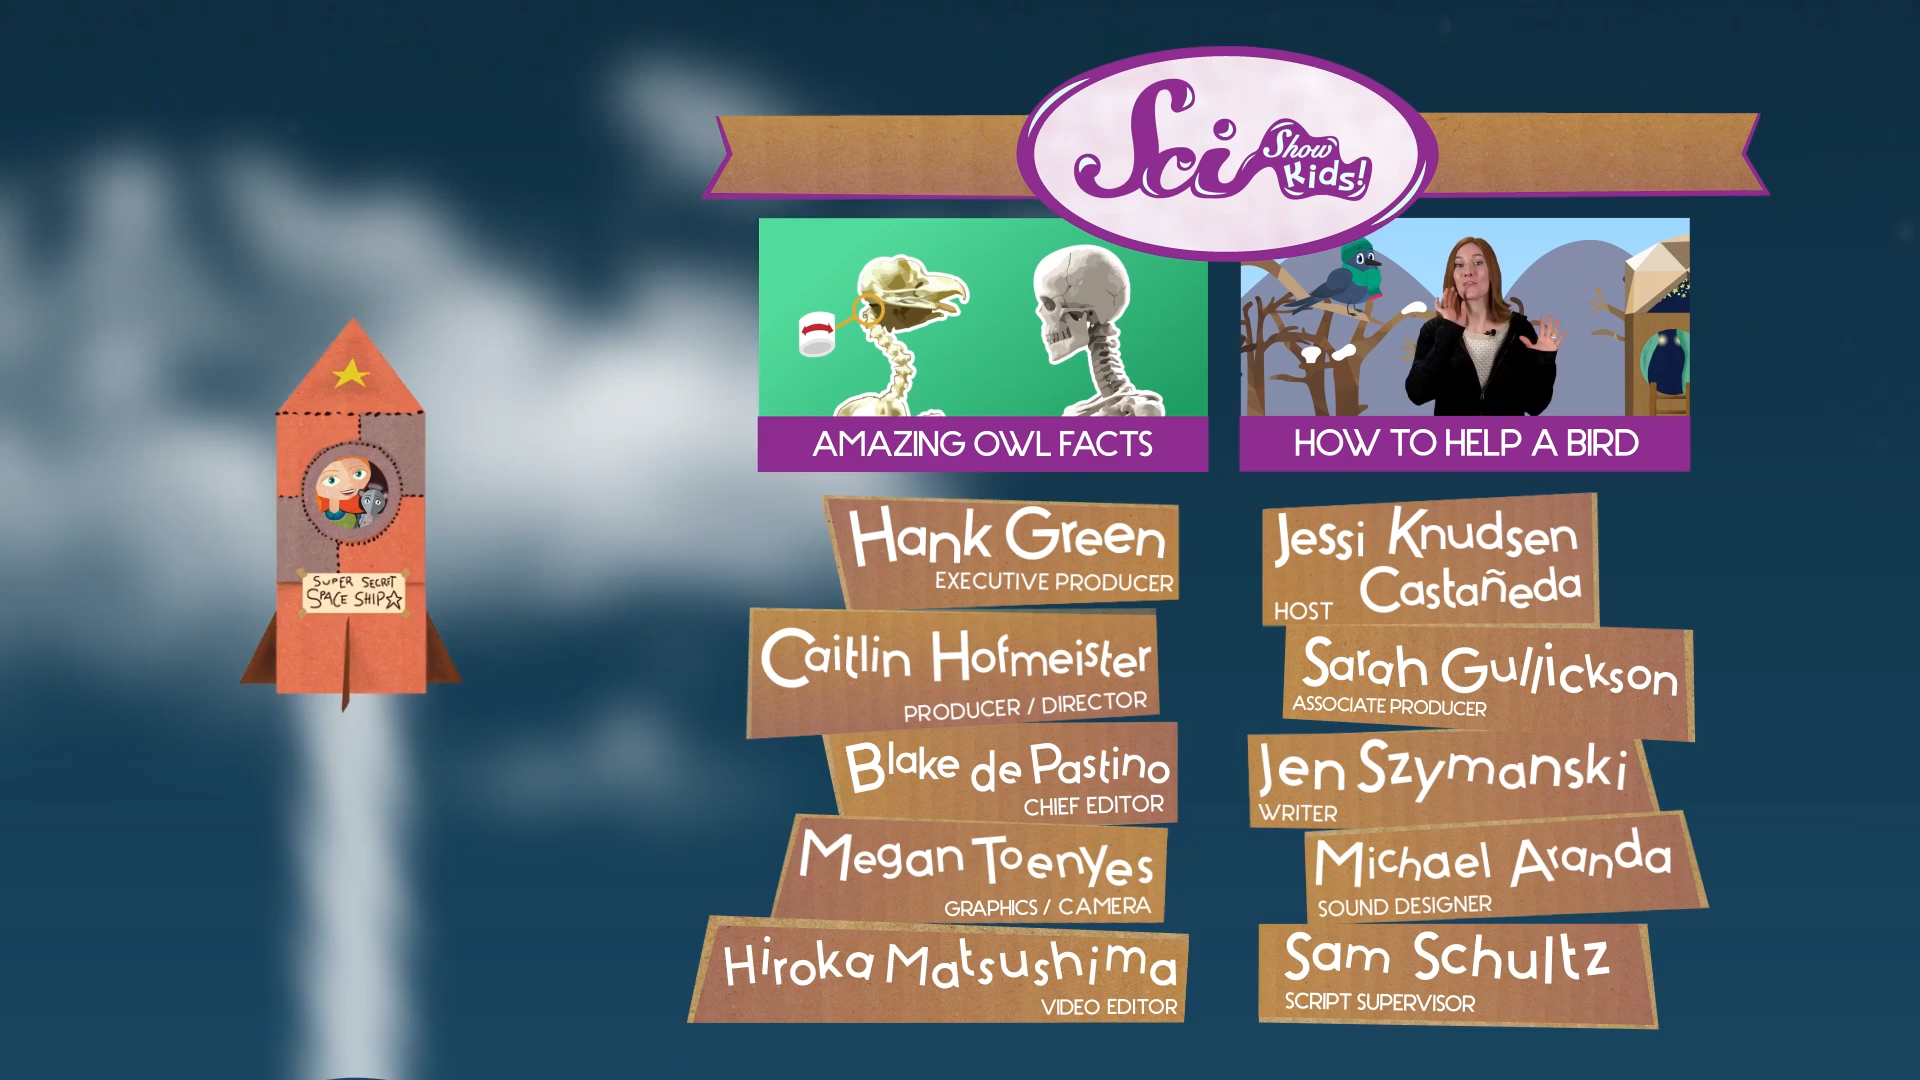 Sci Show Kids!
AMAZING OWL FACTS
HOW TO HELP A BIRD
SUPER SECRET
SPACE SHIP
Hank Green
EXECUTIVE PRODUCER
Caitlin Hofmeister
PRODUCER / DIRECTOR
Blake de Pastino
CHIEF EDITOR
Megan Toenyes
GRAPHICS / CAMERA
Hiroka Matsushima
VIDEO EDITOR
Jessi Knudsen
Castañeda
HOST
Sarah Gullickson
ASSOCIATE PRODUCER
Jen Szymanski
WRITER
Michael Aranda
SOUND DESIGNER
Sam Schultz
SCRIPT SUPERVISOR